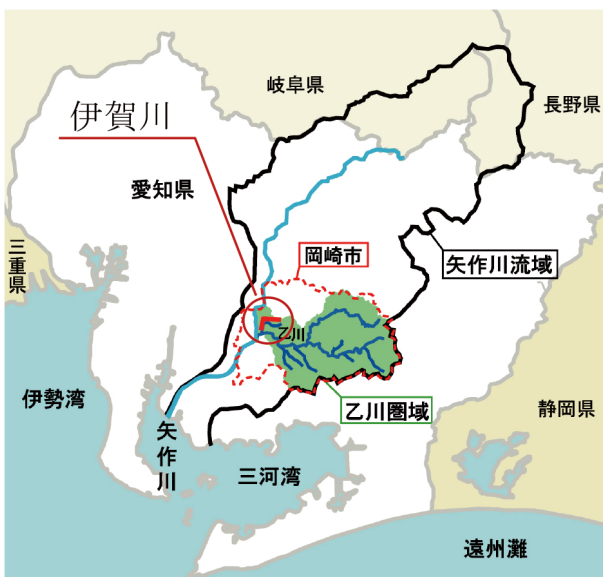 岐阜県
長野県
伊賀川
愛知県
三重県
岡崎市
矢作川流域
乙川
伊勢湾
乙川圏域
静岡県
矢作川
三河湾
遠州灘